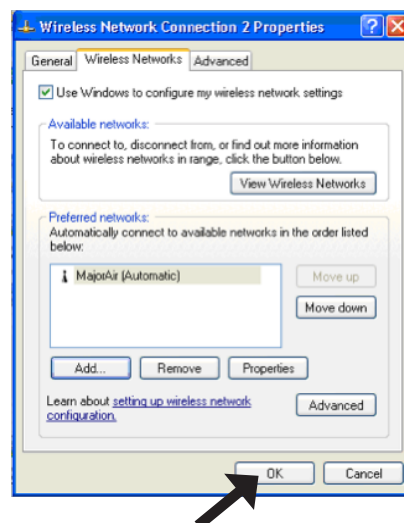 Wireless Network Connection 2 Properties
General Wireless Networks Advanced
Use Windows to configure my wireless network settings
Available networks:
To connect to, disconnect from, or find out more information
about wireless networks in range, click the button below.
View Wireless Networks
Preferred networks:
Automatically connect to available networks in the order listed
below:
MajorAir (Automatic)
Move up
Move down
Add... Remove Properties
Learn about setting up wireless network
configuration.
Advanced
OK Cancel